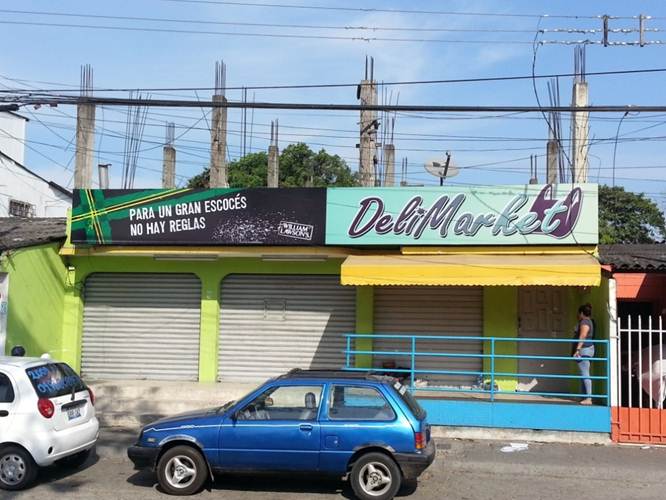 PARA UN GRAN ESCOCÉS
NO HAY REGLAS
WILLIAM
LAWSON'S
DeliMarket